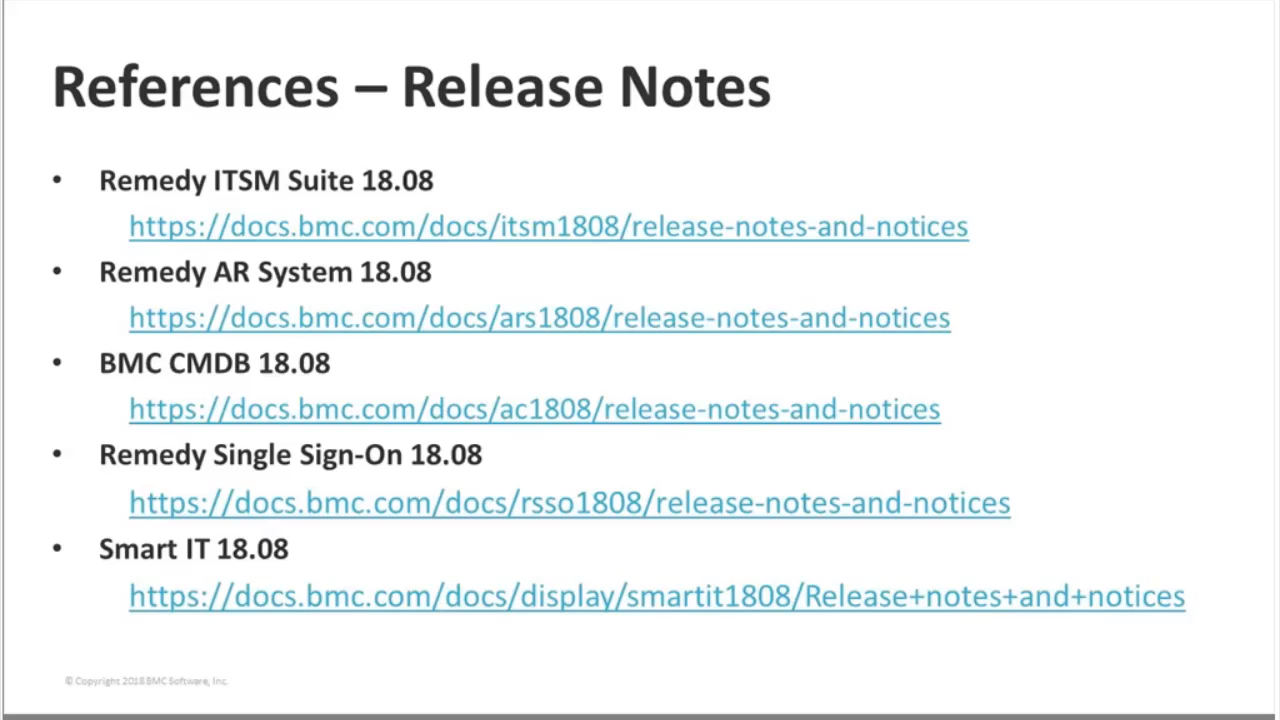 References – Release Notes
• Remedy ITSM Suite 18.08
https://docs.bmc.com/docs/itsm1808/release-notes-and-notices
• Remedy AR System 18.08
https://docs.bmc.com/docs/ars1808/release-notes-and-notices
• BMC CMDB 18.08
https://docs.bmc.com/docs/ac1808/release-notes-and-notices
• Remedy Single Sign-On 18.08
https://docs.bmc.com/docs/rsso1808/release-notes-and-notices
• Smart IT 18.08
https://docs.bmc.com/docs/display/smartit1808/Release+notes+and+notices
© Copyright 2018 BMC Software, Inc.